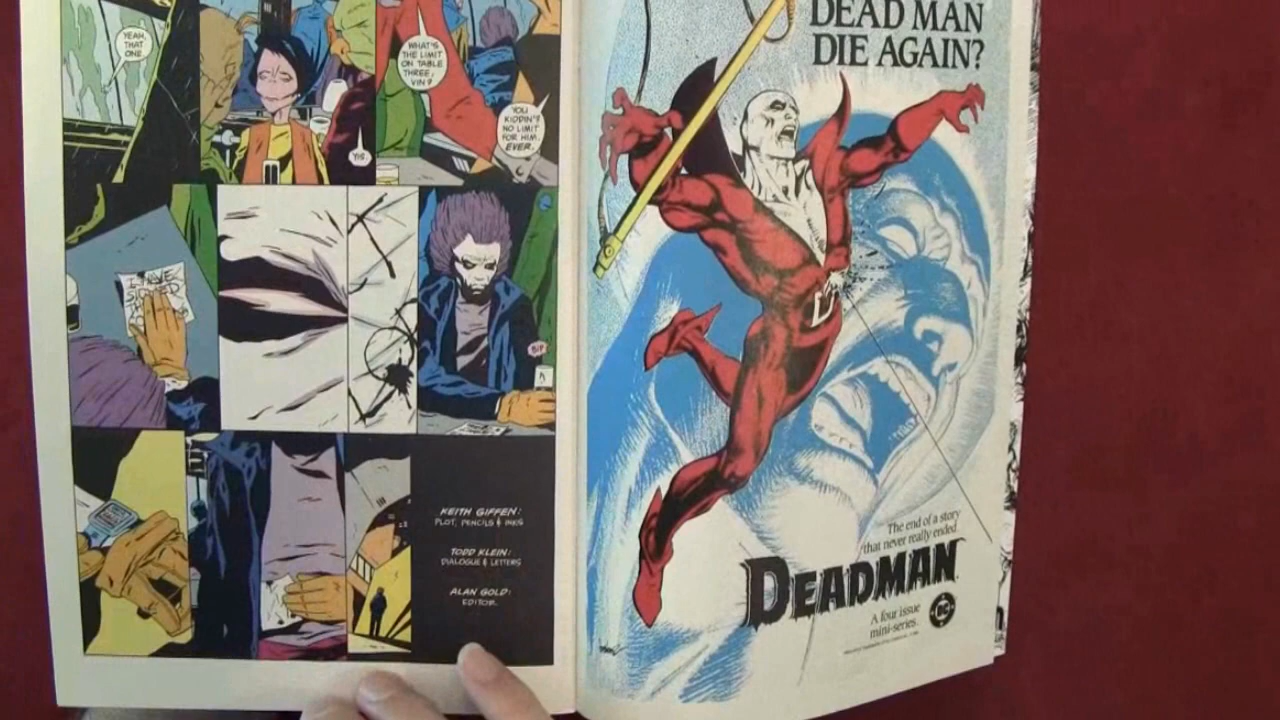 YEAH,
THAT
ONE.
YIS.
WHAT'S
THE LIMIT
ON TABLE
THREE,
VIN?
YOU
KIDDIN'?
NO LIMIT
FOR HIM.
EVER.
I HAVE
SIP
KEITH GIFFEN:
PLOT, PENCILS & INKS
TODD KLEIN:
DIALOGUE & LETTERS
ALAN GOLD:
EDITOR.
DEAD MAN
DIE AGAIN?
D
The end of a story
that never really ended.
DEADMAN
A four issue
mini-series.
DC